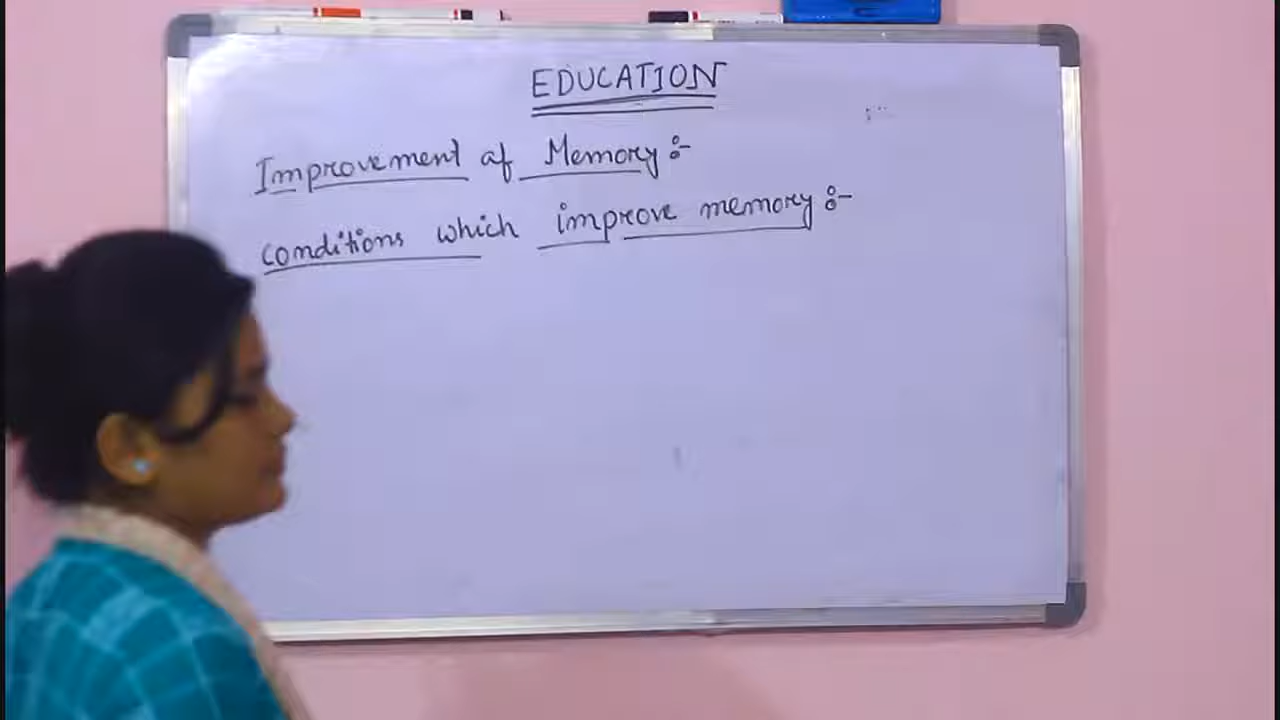 EDUCATION
Improvement of Memory :-
conditions which improve memory :-